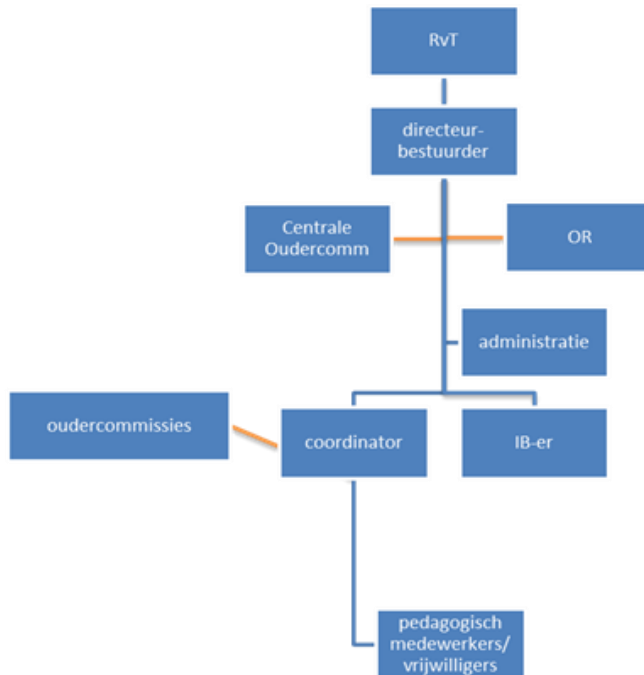 RvT
directeur-
bestuurder
Centrale
Oudercomm
OR
administratie
oudercommissies
coordinator
IB-er
pedagogisch
medewerkers/
vrijwilligers